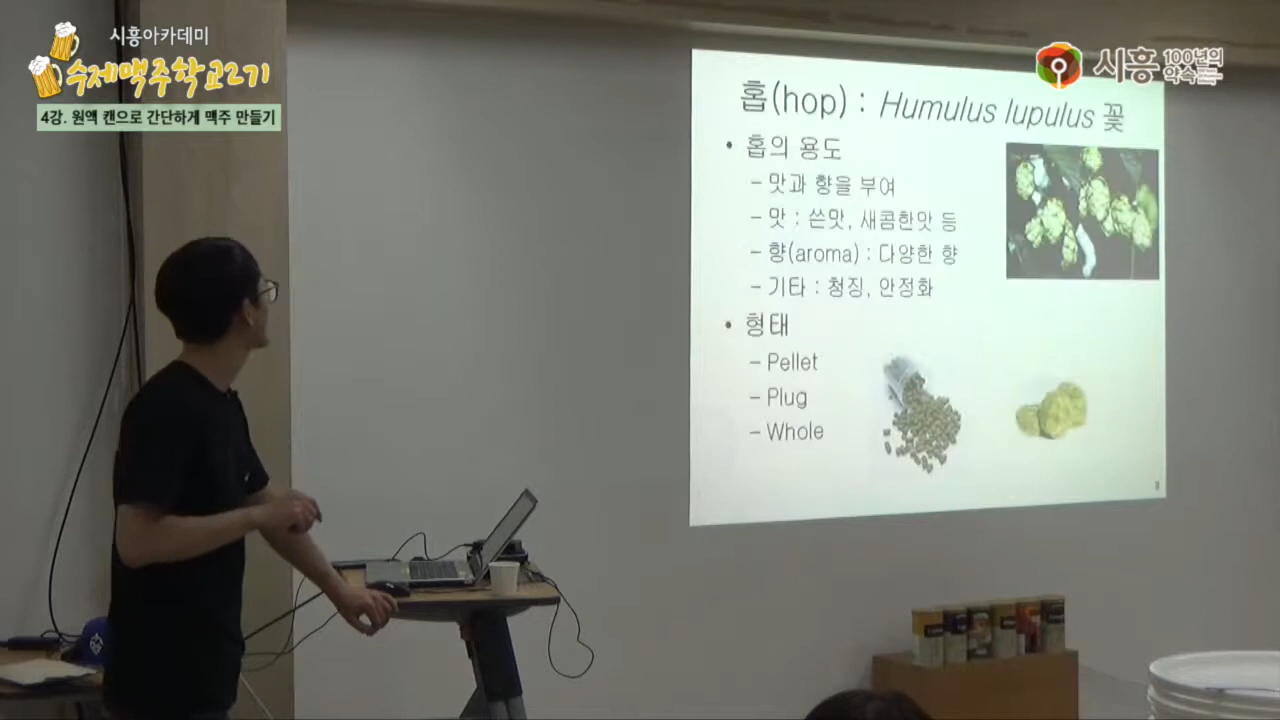 시흥아카데미
수제맥주학교2기
4강. 원액 캔으로 간단하게 맥주 만들기
시흥 100년의 약속
홉(hop) : Humulus lupulus 꽃
• 홉의 용도
– 맛과 향을 부여
– 맛 : 쓴맛, 새콤한맛 등
– 향(aroma) : 다양한 향
– 기타 : 청징, 안정화
• 형태
– Pellet
– Plug
– Whole